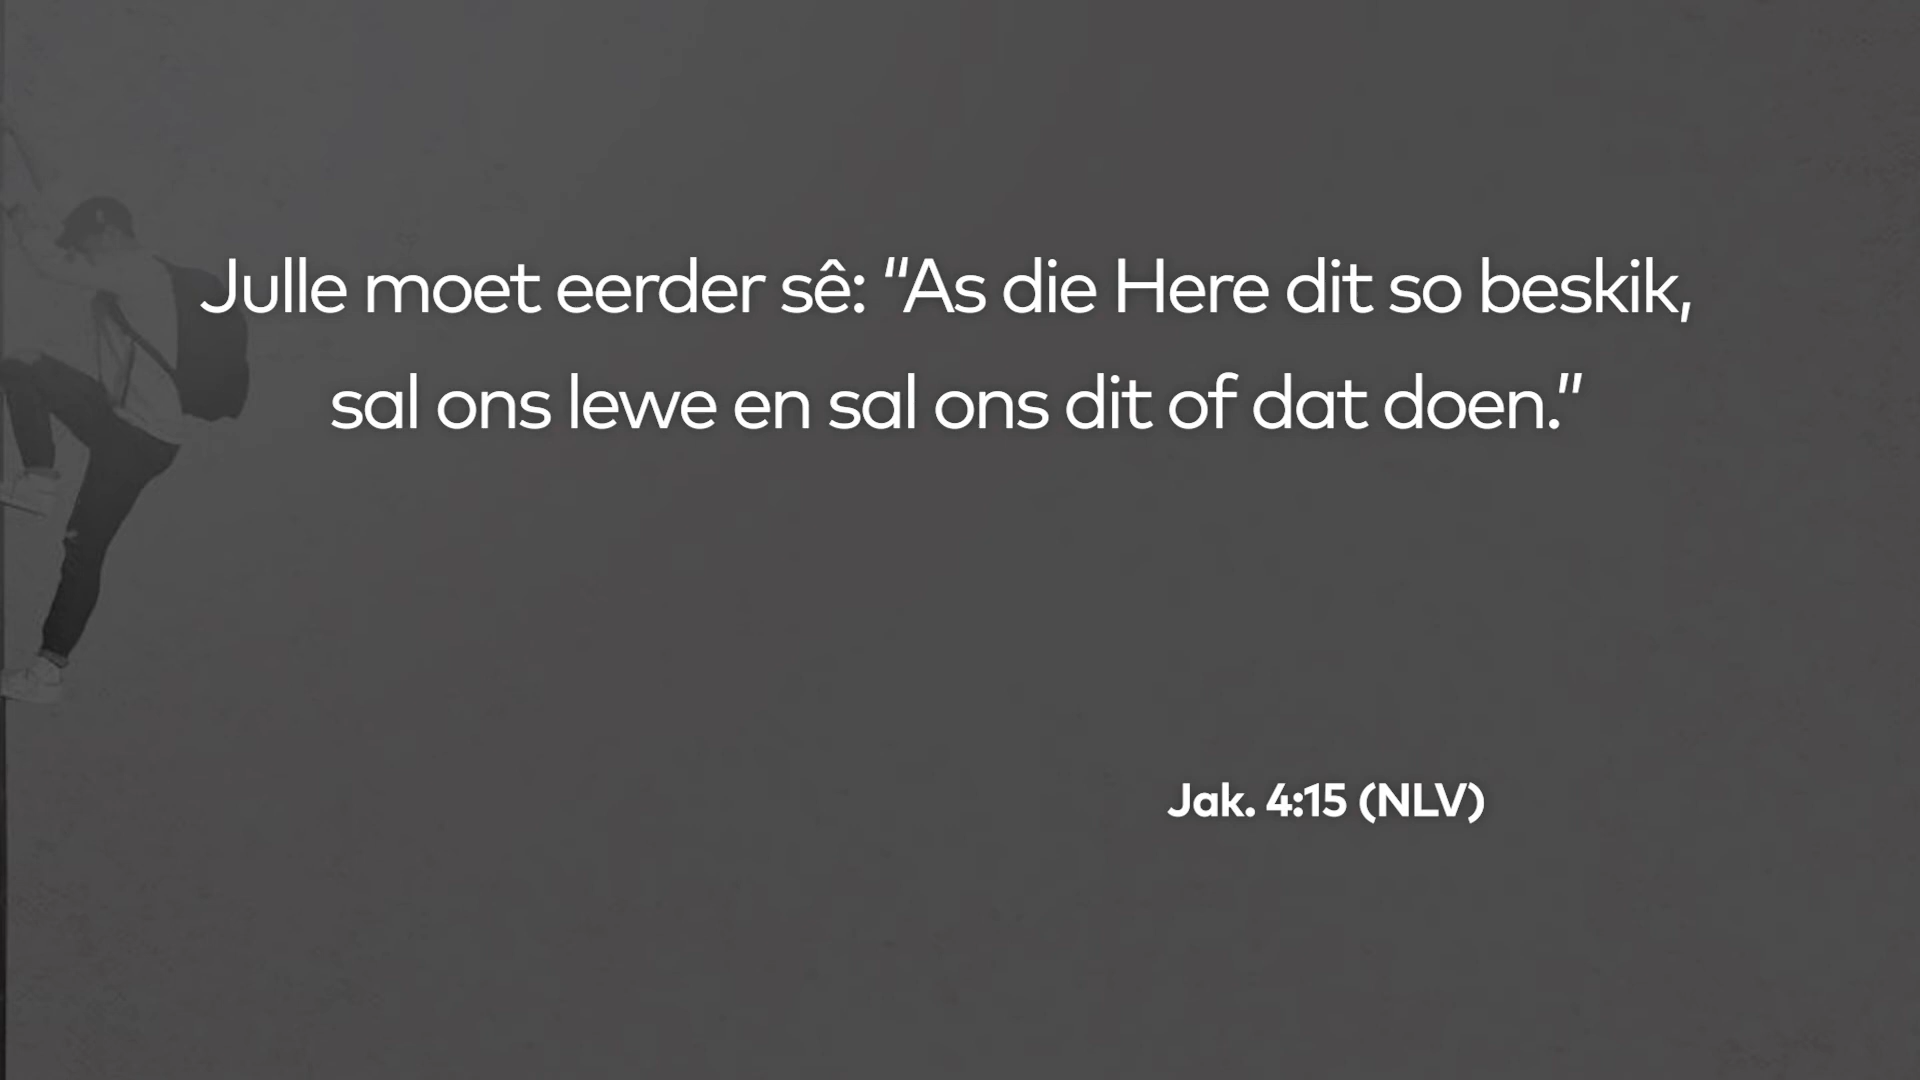 Julle moet eerder sê: "As die Here dit so beskik,
sal ons lewe en sal ons dit of dat doen."
Jak. 4:15 (NLV)